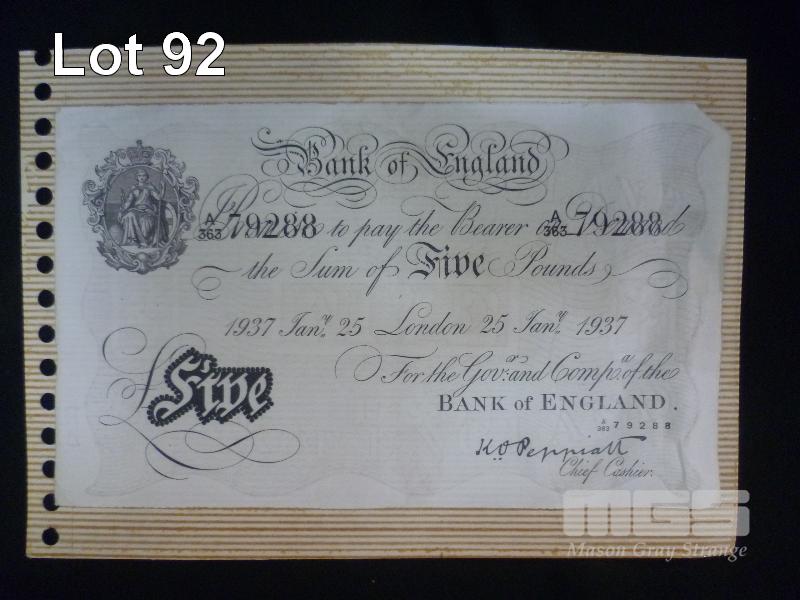 Lot 92
Bank of England
A/363 79288 to pay the Bearer on Demand A/363 79288
the Sum of Five Pounds
1937 Jany. 25 London 25 Jany. 1937
For the Govr. and Compa. of the
Five
BANK of ENGLAND.
A/363 79288
K.O. Peppiatt
Chief Cashier.
MGS
Mason Gray Strange